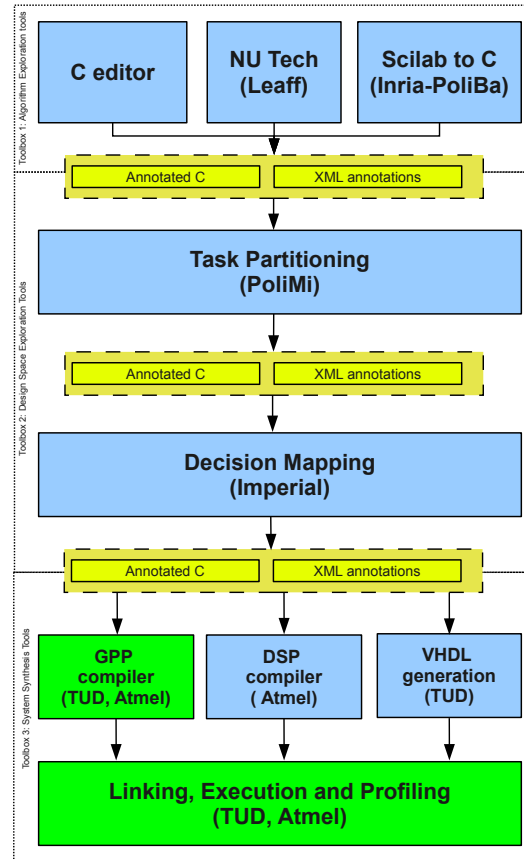 Toolbox 1: Algorithm Exploration tools
C editor
NU Tech
(Leaff)
Scilab to C
(Inria-PoliBa)
Annotated C
XML annotations
Toolbox 2: Design Space Exploration Tools
Task Partitioning
(PoliMi)
Annotated C
XML annotations
Decision Mapping
(Imperial)
Annotated C
XML annotations
Toolbox 3: System Synthesis Tools
GPP
compiler
(TUD, Atmel)
DSP
compiler
( Atmel)
VHDL
generation
(TUD)
Linking, Execution and Profiling
(TUD, Atmel)